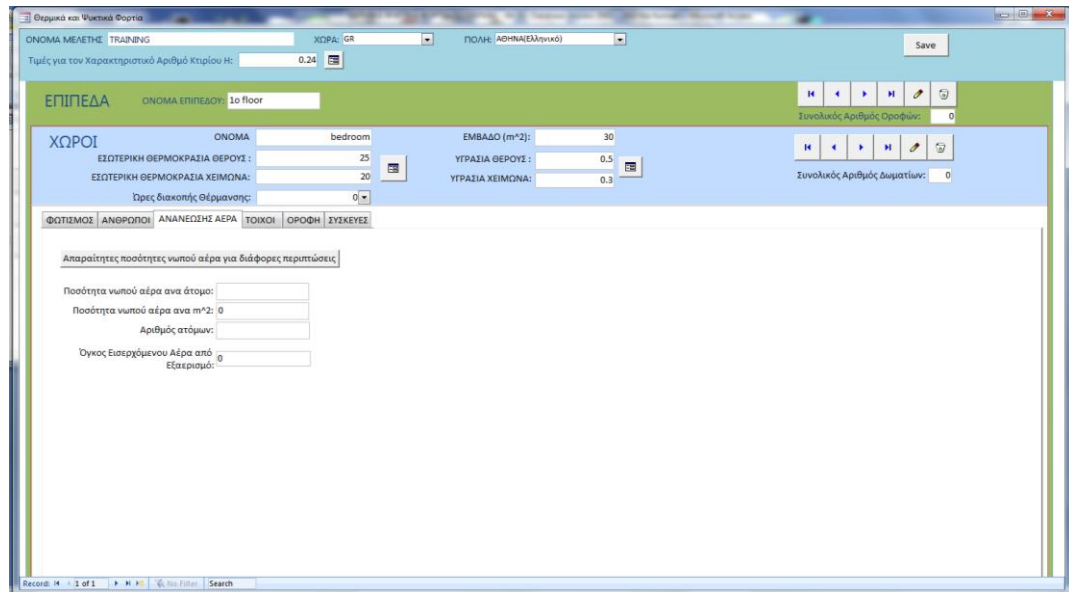 Θερμικά και Ψυκτικά Φορτία
ΟΝΟΜΑ ΜΕΛΕΤΗΣ TRAINING ΧΩΡΑ: GR ΠΟΛΗ: ΑΘΗΝΑ(Ελληνικό) Save
Τιμές για τον Χαρακτηριστικό Αριθμό Κτιρίου Η: 0.24
ΕΠΙΠΕΔΑ ΟΝΟΜΑ ΕΠΙΠΕΔΟΥ: 1ο floor
Συνολικός Αριθμός Οροφών: 0
ΧΩΡΟΙ ΟΝΟΜΑ bedroom ΕΜΒΑΔΟ (m^2): 30
ΕΣΩΤΕΡΙΚΗ ΘΕΡΜΟΚΡΑΣΙΑ ΘΕΡΟΥΣ : 25 ΥΓΡΑΣΙΑ ΘΕΡΟΥΣ : 0.5
ΕΣΩΤΕΡΙΚΗ ΘΕΡΜΟΚΡΑΣΙΑ ΧΕΙΜΩΝΑ: 20 ΥΓΡΑΣΙΑ ΧΕΙΜΩΝΑ: 0.3 Συνολικός Αριθμός Δωματίων: 0
Ώρες διακοπής Θέρμανσης: 0
ΦΩΤΙΣΜΟΣ ΑΝΘΡΩΠΟΙ ΑΝΑΝΕΩΣΗΣ ΑΕΡΑ ΤΟΙΧΟΙ ΟΡΟΦΗ ΣΥΣΚΕΥΕΣ
Απαραίτητες ποσότητες νωπού αέρα για διάφορες περιπτώσεις
Ποσότητα νωπού αέρα ανα άτομο:
Ποσότητα νωπού αέρα ανα m^2: 0
Αριθμός ατόμων:
Όγκος Εισερχόμενου Αέρα από
Εξαερισμό: 0
Record: 1 of 1 No Filter Search